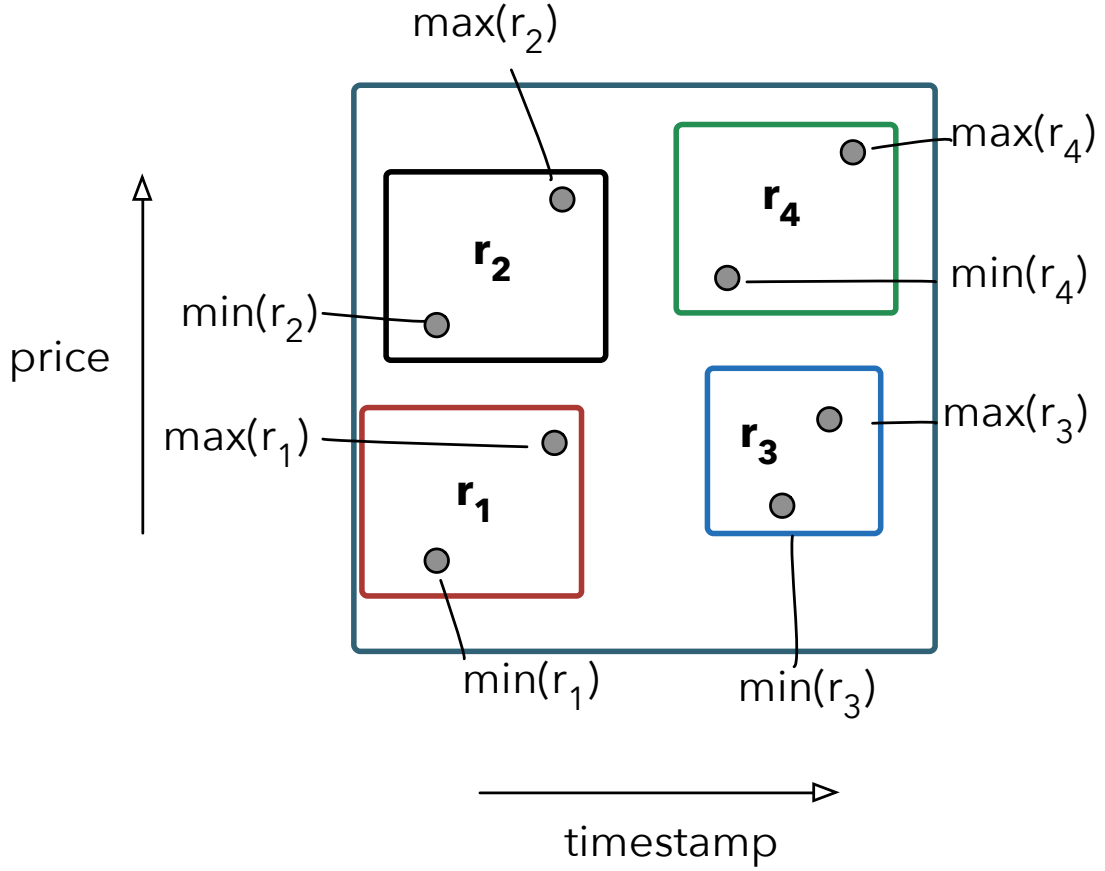 max(r₂)
max(r₄)
r₄
r₂
min(r₄)
min(r₂)
price
max(r₃)
max(r₁)
r₃
r₁
min(r₁)
min(r₃)
timestamp